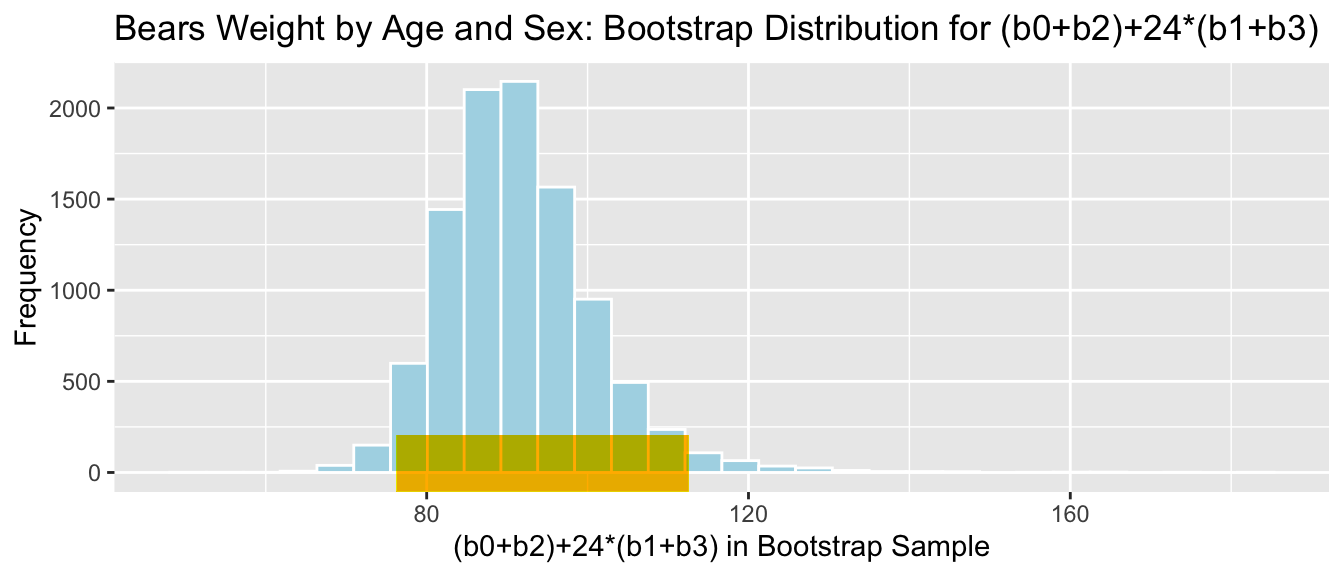 Bears Weight by Age and Sex: Bootstrap Distribution for (b0+b2)+24*(b1+b3)
Frequency
2000
1500
1000
500
0
80 120 160
(b0+b2)+24*(b1+b3) in Bootstrap Sample